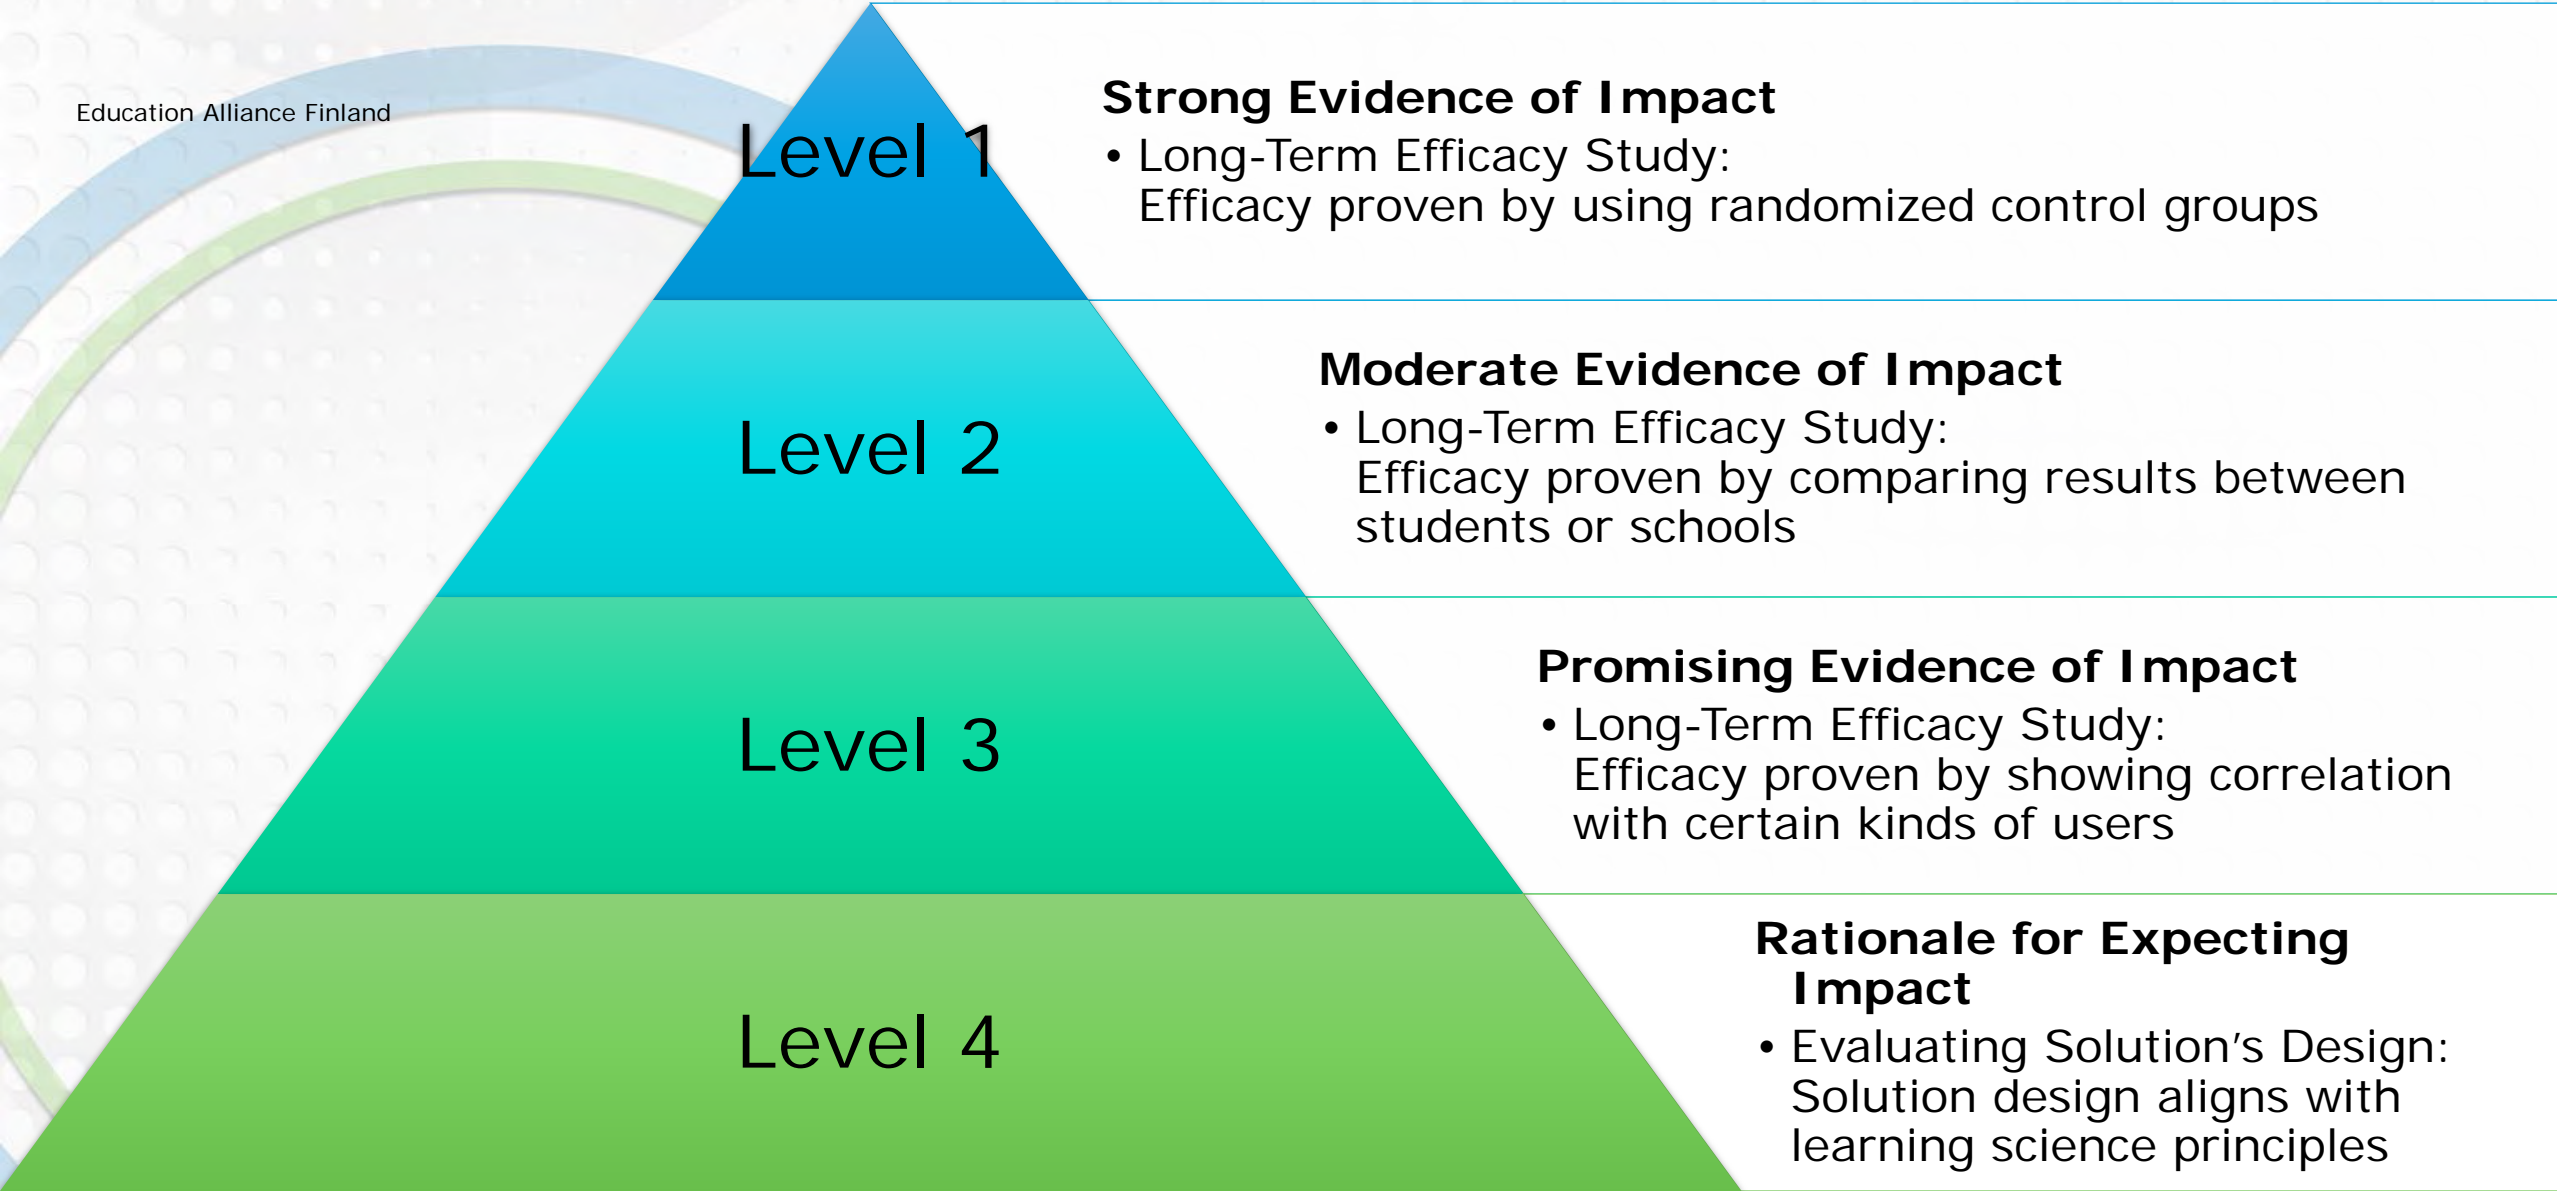 Education Alliance Finland
Level 1
Strong Evidence of Impact
• Long-Term Efficacy Study:
Efficacy proven by using randomized control groups
Level 2
Moderate Evidence of Impact
• Long-Term Efficacy Study:
Efficacy proven by comparing results between
students or schools
Level 3
Promising Evidence of Impact
• Long-Term Efficacy Study:
Efficacy proven by showing correlation
with certain kinds of users
Level 4
Rationale for Expecting
Impact
• Evaluating Solution’s Design:
Solution design aligns with
learning science principles